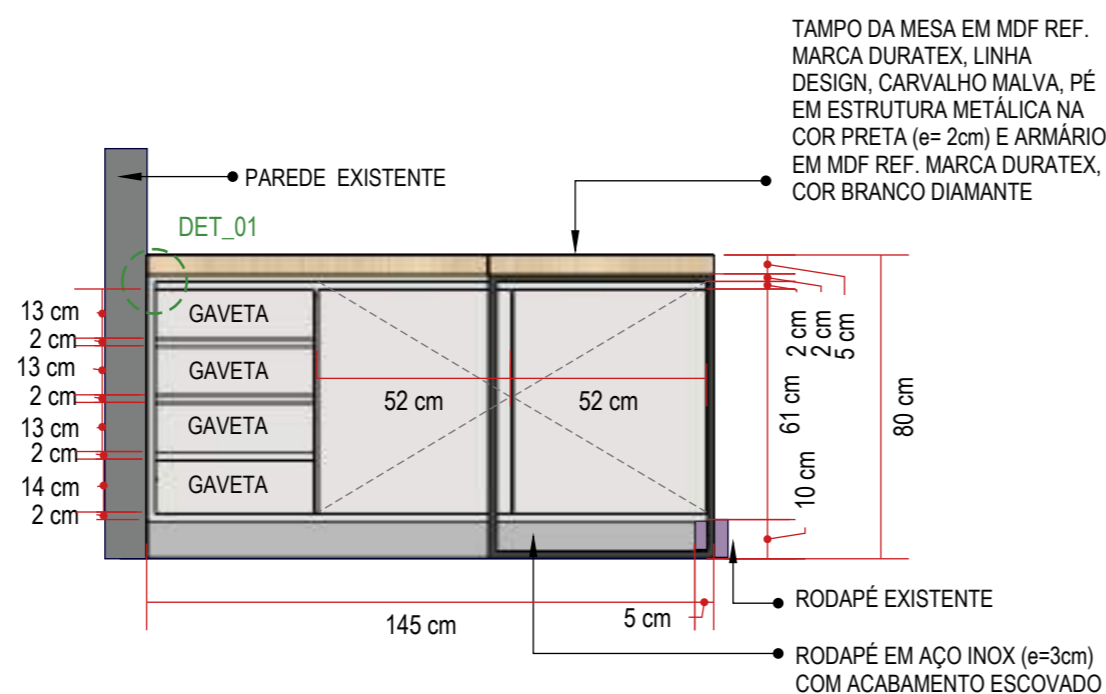 TAMPO DA MESA EM MDF REF.
MARCA DURATEX, LINHA
DESIGN, CARVALHO MALVA, PÉ
EM ESTRUTURA METÁLICA NA
COR PRETA (e= 2cm) E ARMÁRIO
EM MDF REF. MARCA DURATEX,
COR BRANCO DIAMANTE
PAREDE EXISTENTE
DET_01
13 cm
2 cm
13 cm
2 cm
13 cm
2 cm
14 cm
2 cm
GAVETA
GAVETA
GAVETA
GAVETA
52 cm
52 cm
2 cm
2 cm
5 cm
61 cm
10 cm
80 cm
145 cm
5 cm
RODAPÉ EXISTENTE
RODAPÉ EM AÇO INOX (e=3cm)
COM ACABAMENTO ESCOVADO